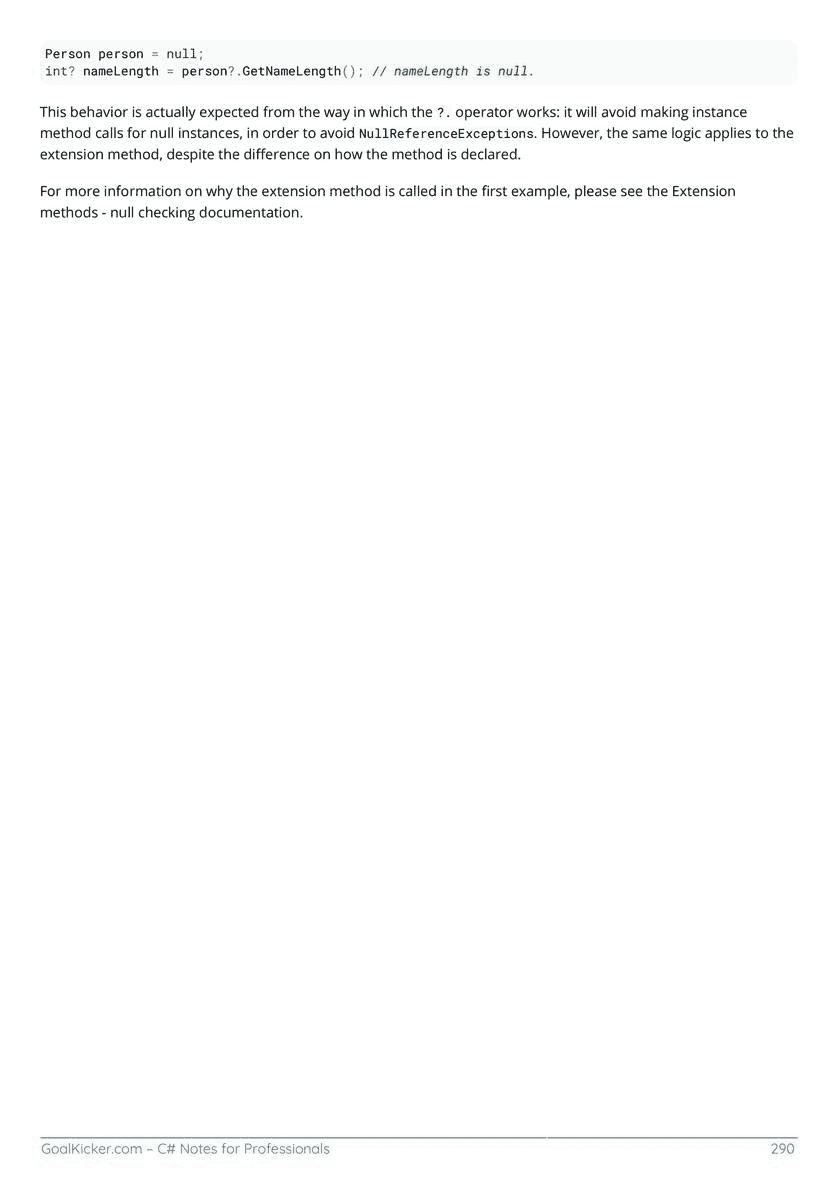 Person person = null;
int? nameLength = person?.GetNameLength(); // nameLength is null.
This behavior is actually expected from the way in which the ?. operator works: it will avoid making instance
method calls for null instances, in order to avoid NullReferenceExceptions. However, the same logic applies to the
extension method, despite the difference on how the method is declared.
For more information on why the extension method is called in the first example, please see the Extension
methods - null checking documentation.
GoalKicker.com – C# Notes for Professionals 290